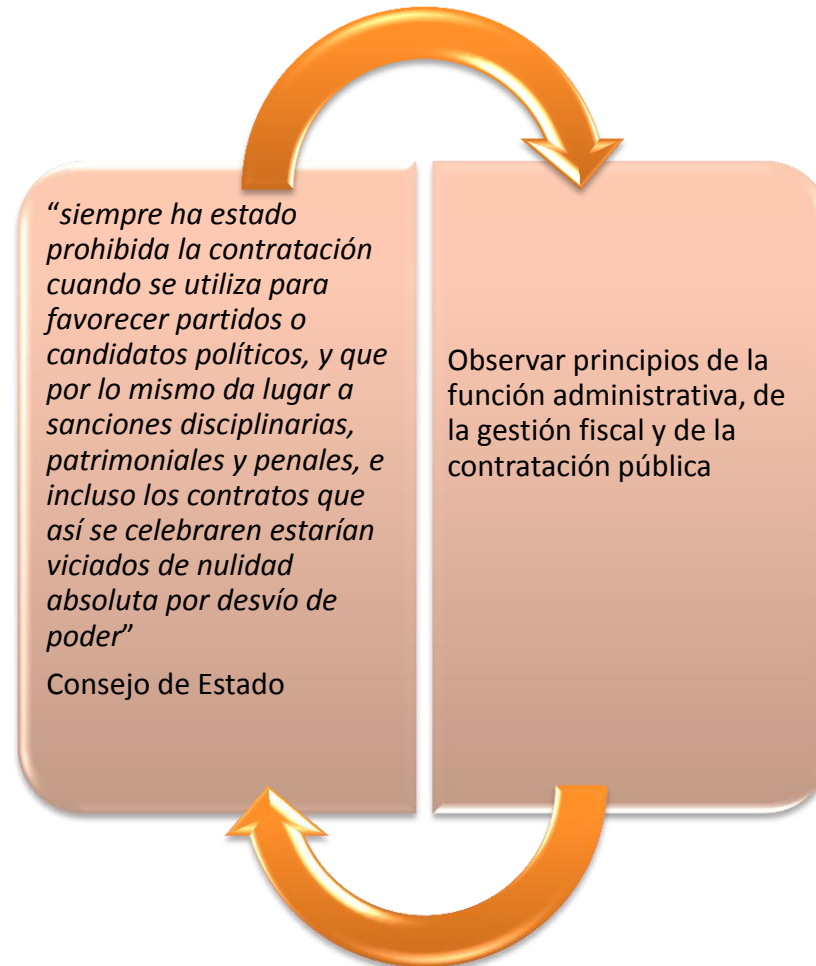 “siempre ha estado
prohibida la contratación
cuando se utiliza para
favorecer partidos o
candidatos políticos, y que
por lo mismo da lugar a
sanciones disciplinarias,
patrimoniales y penales, e
incluso los contratos que
así se celebraren estarían
viciados de nulidad
absoluta por desvío de
poder”
Consejo de Estado
Observar principios de la
función administrativa, de
la gestión fiscal y de la
contratación pública